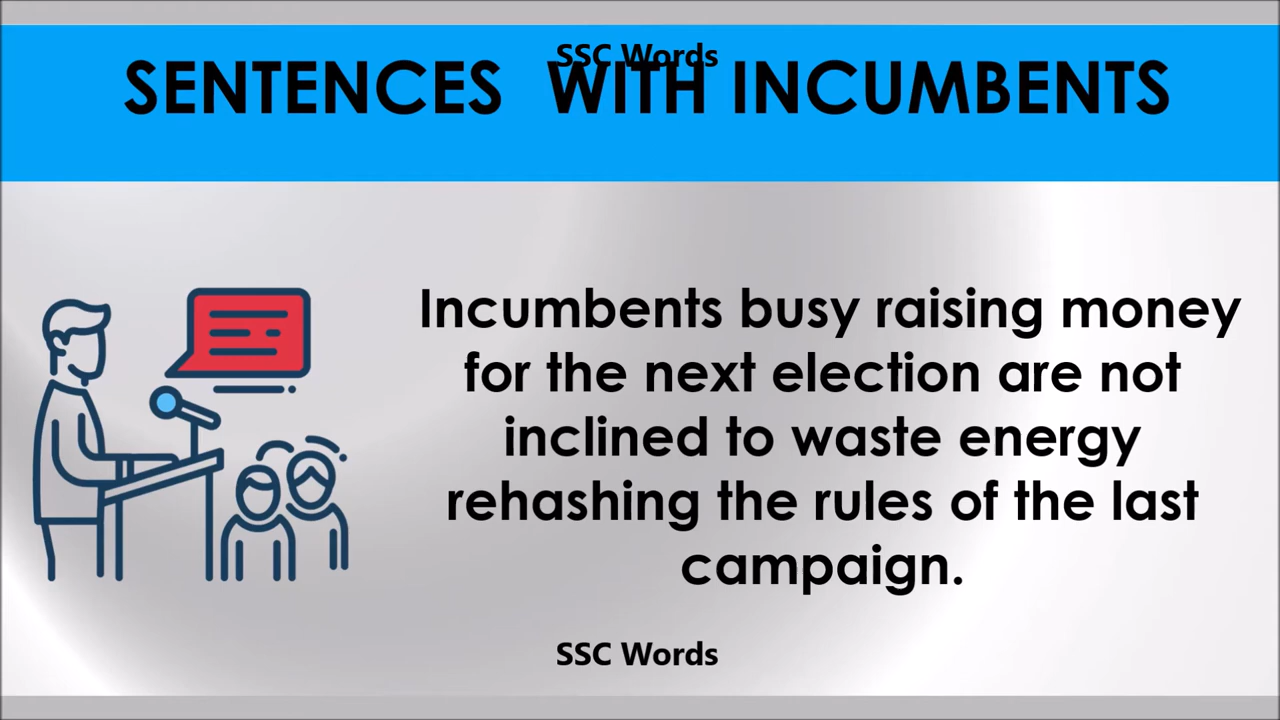 SSC Words
SENTENCES WITH INCUMBENTS
Incumbents busy raising money
for the next election are not
inclined to waste energy
rehashing the rules of the last
campaign.
SSC Words